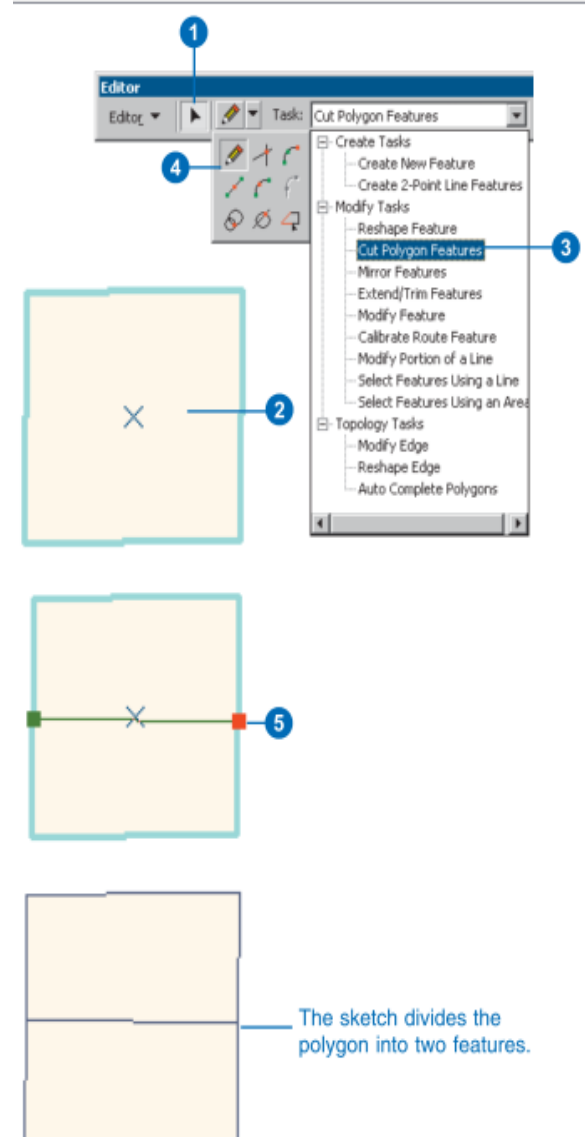 1
Editor
Editor Task: Cut Polygon Features
4
Create Tasks
Create New Feature
Create 2-Point Line Features
Modify Tasks
Reshape Feature
Cut Polygon Features
3
Mirror Features
Extend/Trim Features
Modify Feature
Calibrate Route Feature
Modify Portion of a Line
Select Features Using a Line
Select Features Using an Area
Topology Tasks
Modify Edge
Reshape Edge
Auto Complete Polygons
2
5
The sketch divides the
polygon into two features.